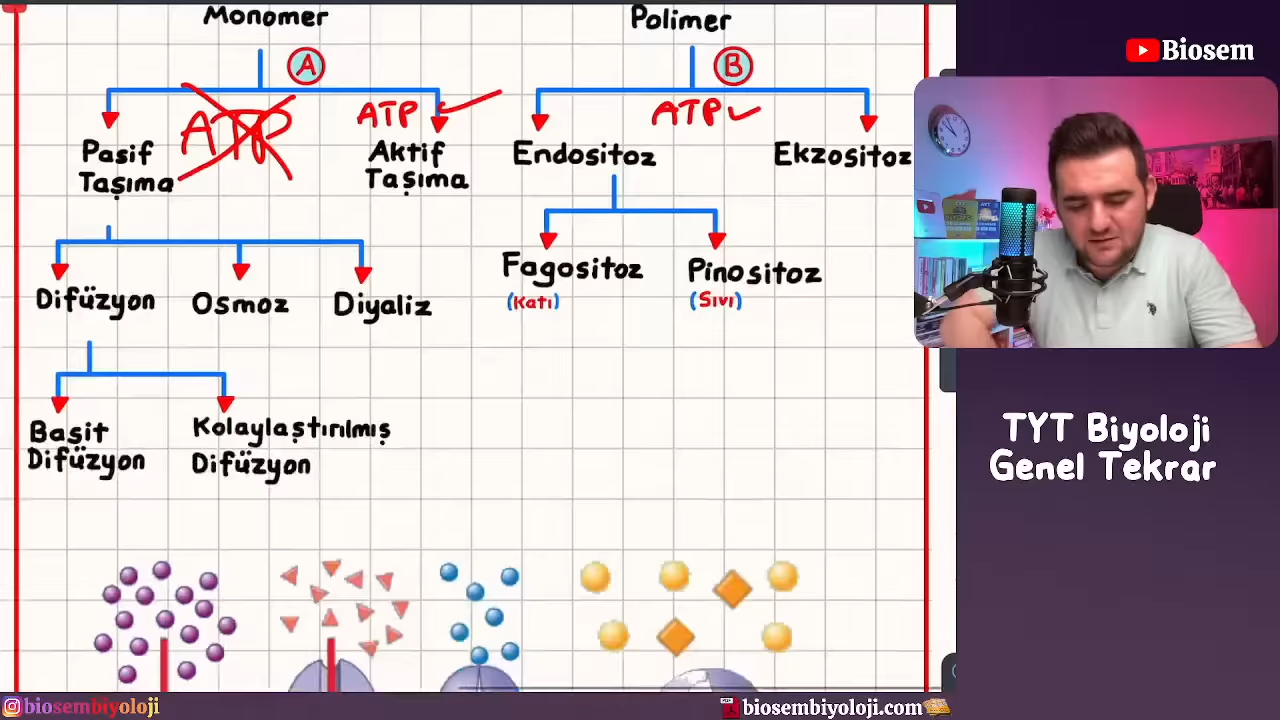 Monomer
Polimer
A
B
ATP
ATP
ATP
Pasif
Taşıma
Aktif
Taşıma
Endositoz
Ekzositoz
Difüzyon
Osmoz
Diyaliz
Fagositoz
(Katı)
Pinositoz
(Sıvı)
Basit
Difüzyon
Kolaylaştırılmış
Difüzyon
Biosem
TYT Biyoloji
Genel Tekrar
biosembiyoloji
biosembiyoloji.com